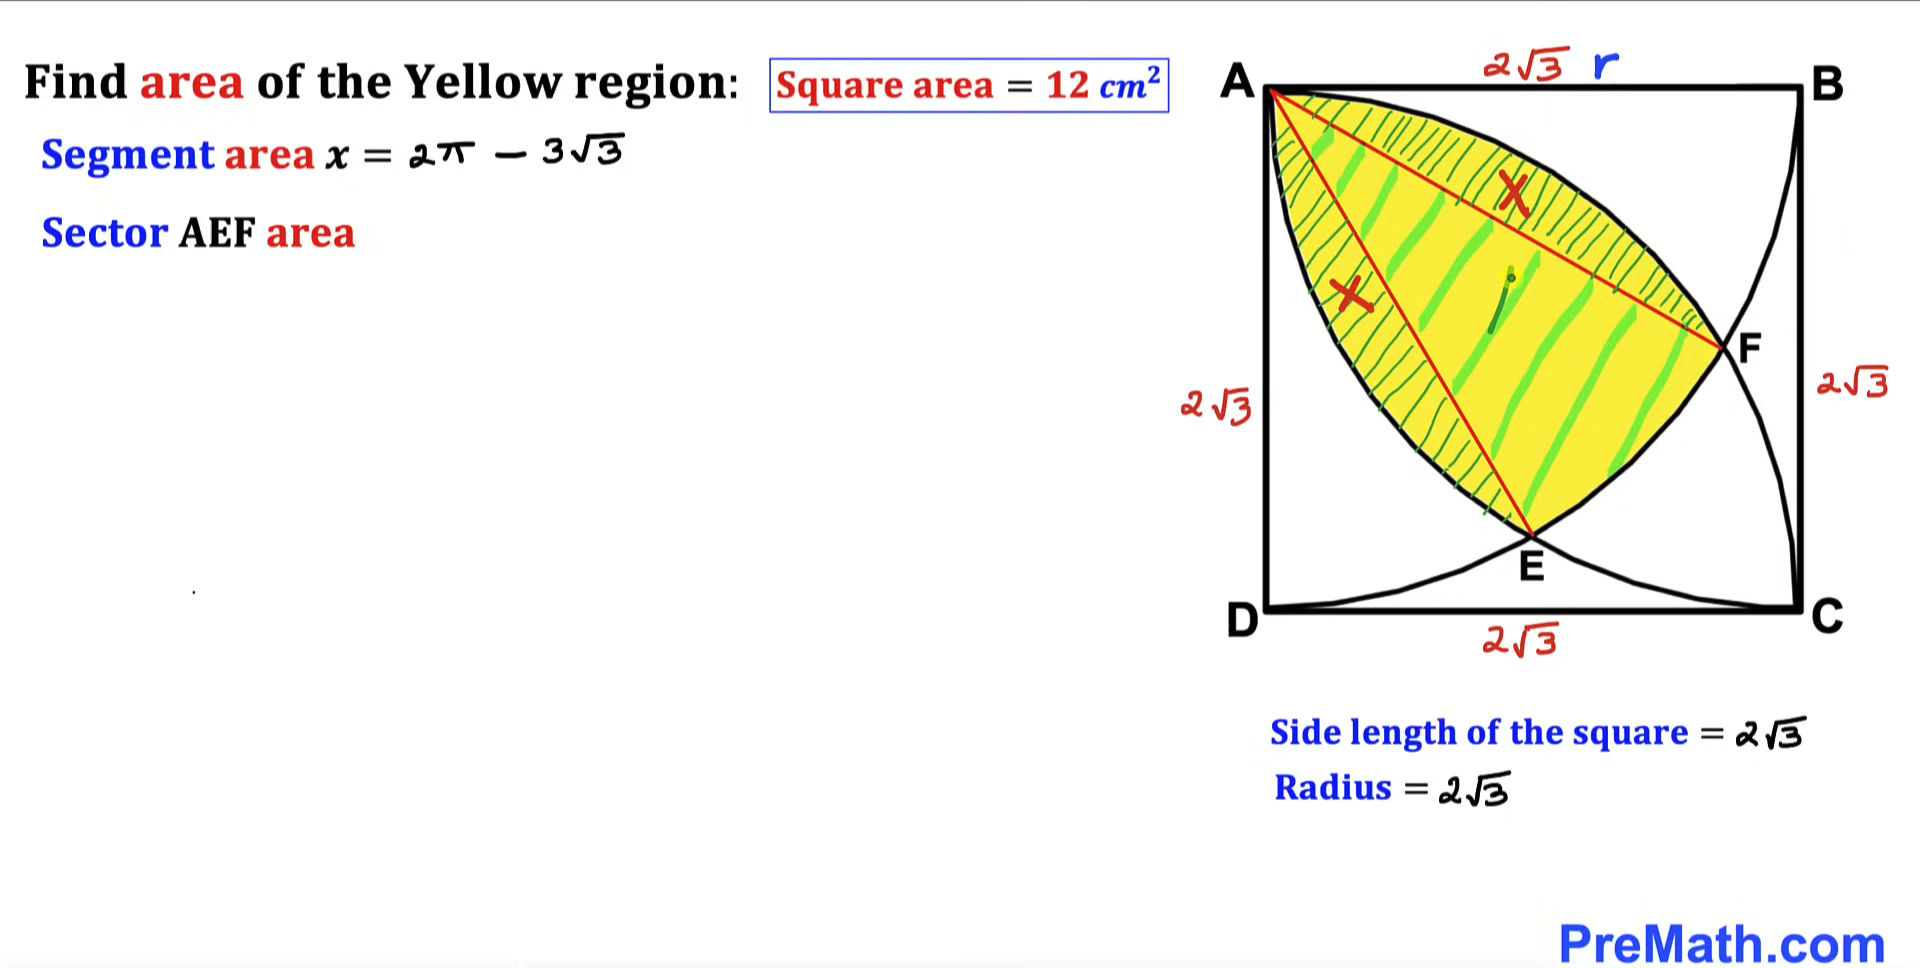 Find area of the Yellow region: Square area = 12 cm²
Segment area x = 2π − 3√3
Sector AEF area
2√3 r
A
B
X
X
F
2√3
2√3
E
D
C
2√3
Side length of the square = 2√3
Radius = 2√3
PreMath.com